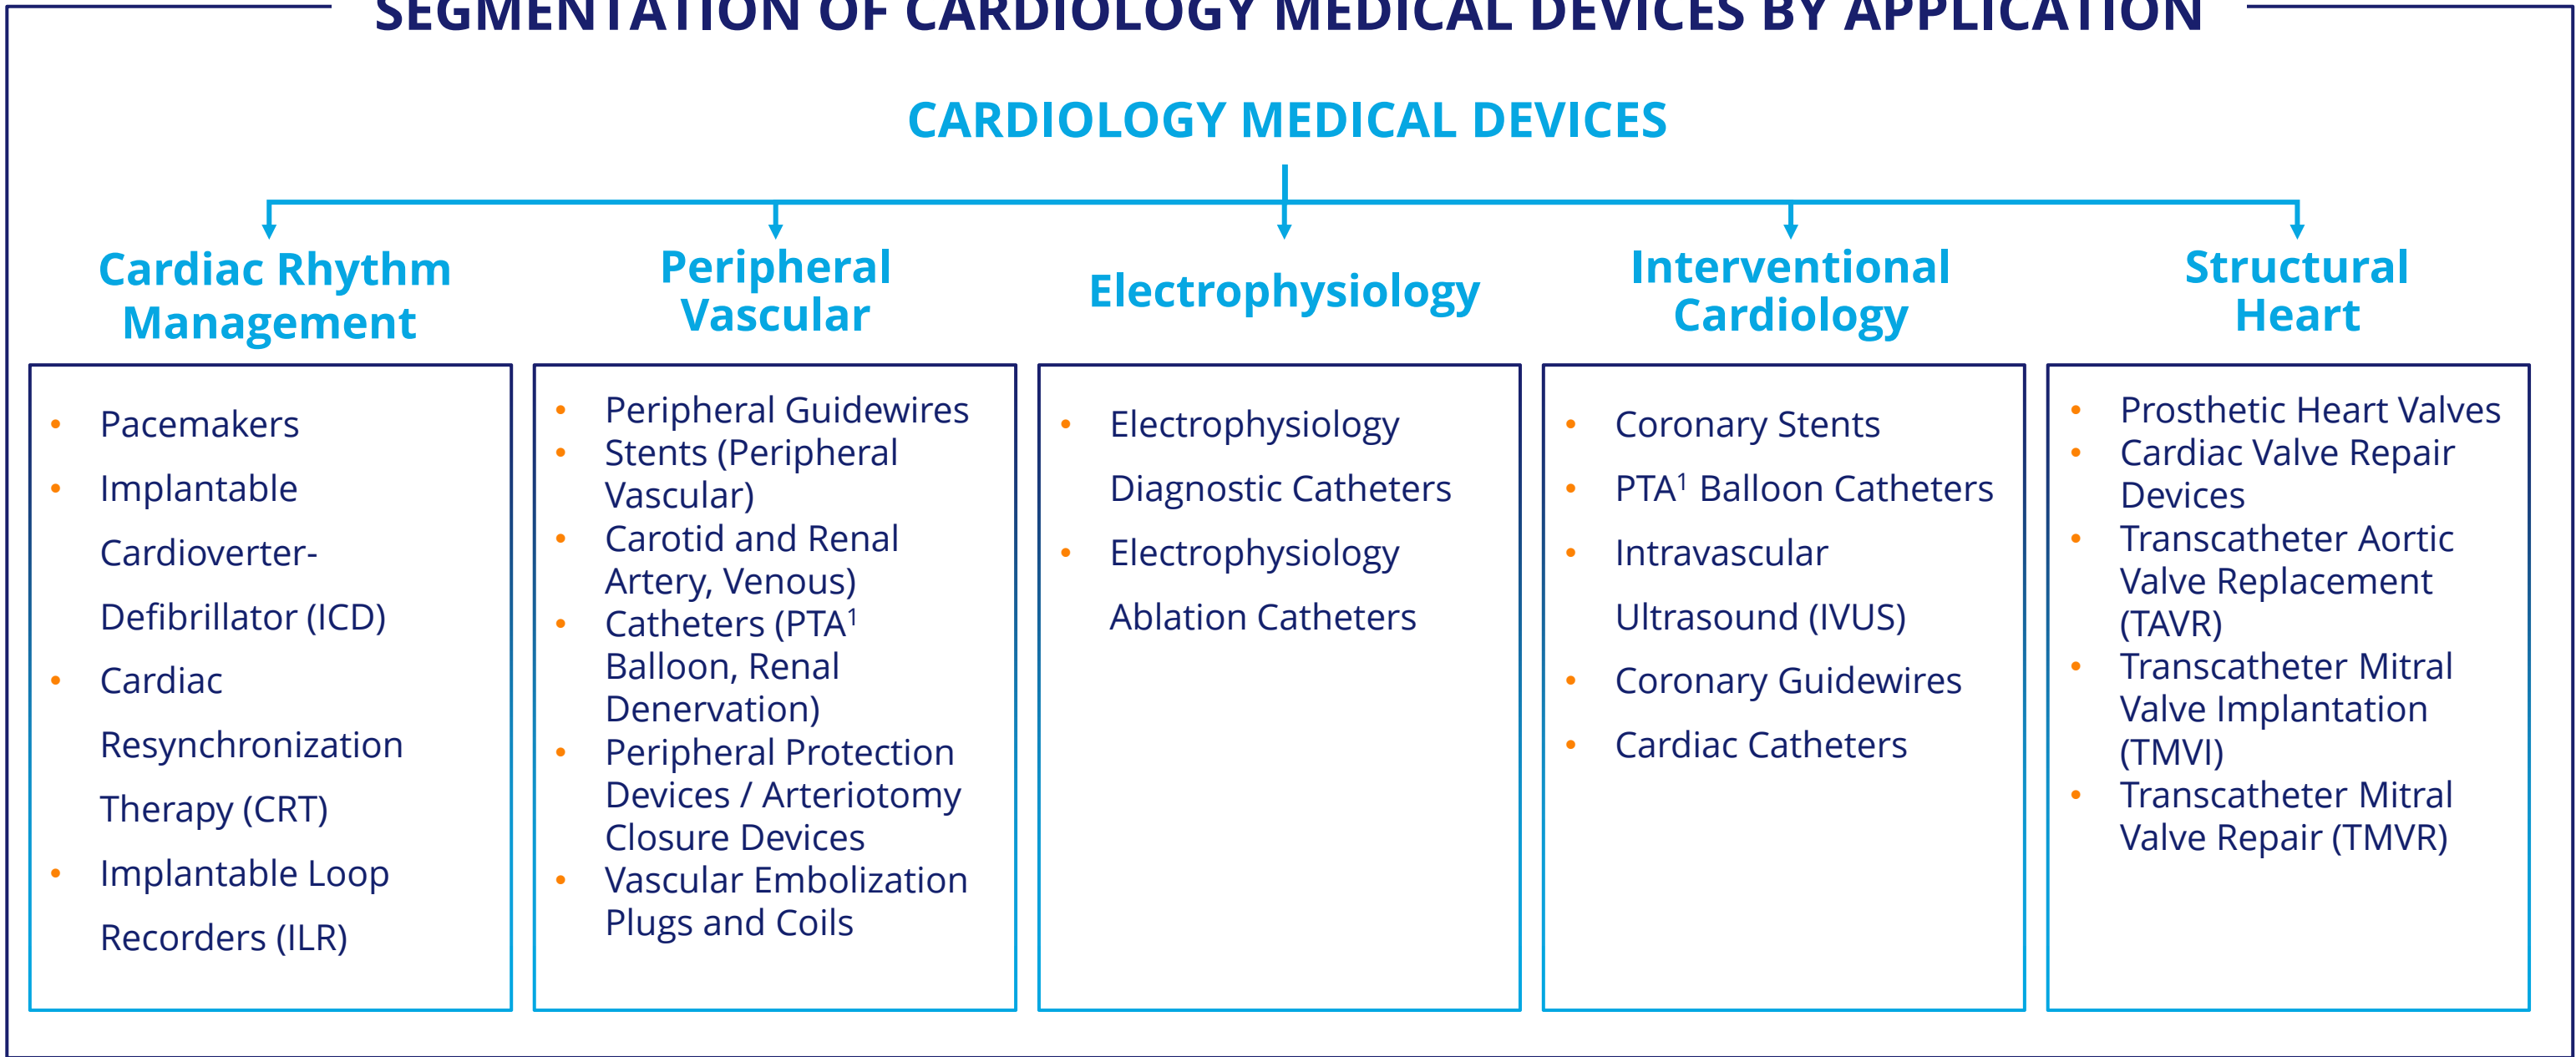 SEGMENTATION OF CARDIOLOGY MEDICAL DEVICES BY APPLICATION
CARDIOLOGY MEDICAL DEVICES
Cardiac Rhythm
Management
• Pacemakers
• Implantable
Cardioverter-
Defibrillator (ICD)
• Cardiac
Resynchronization
Therapy (CRT)
• Implantable Loop
Recorders (ILR)
Peripheral
Vascular
• Peripheral Guidewires
• Stents (Peripheral
Vascular)
• Carotid and Renal
Artery, Venous)
• Catheters (PTA¹
Balloon, Renal
Denervation)
• Peripheral Protection
Devices / Arteriotomy
Closure Devices
• Vascular Embolization
Plugs and Coils
Electrophysiology
• Electrophysiology
Diagnostic Catheters
• Electrophysiology
Ablation Catheters
Interventional
Cardiology
• Coronary Stents
• PTA¹ Balloon Catheters
• Intravascular
Ultrasound (IVUS)
• Coronary Guidewires
• Cardiac Catheters
Structural
Heart
• Prosthetic Heart Valves
• Cardiac Valve Repair
Devices
• Transcatheter Aortic
Valve Replacement
(TAVR)
• Transcatheter Mitral
Valve Implantation
(TMVI)
• Transcatheter Mitral
Valve Repair (TMVR)